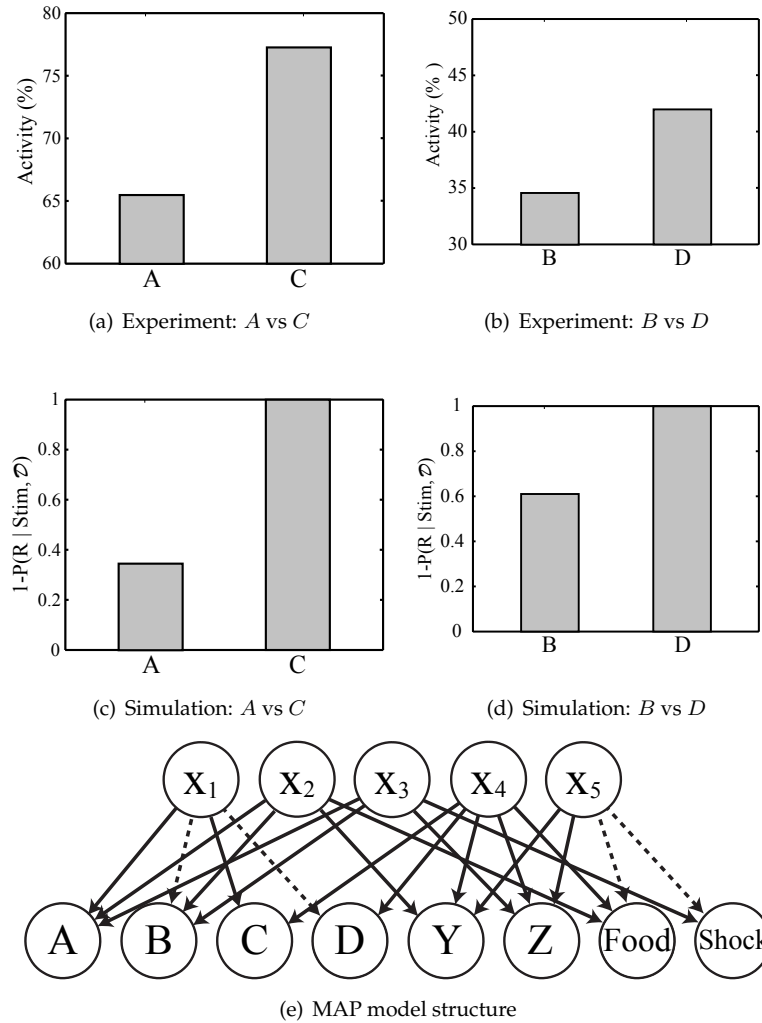 80
75
70
65
60
Activity (%)
A
C
(a) Experiment: A vs C
50
45
40
35
30
Activity (% )
B
D
(b) Experiment: B vs D
1
0.8
0.6
0.4
0.2
0
1-P(R | Stim, 𝒟)
A
C
(c) Simulation: A vs C
1
0.8
0.6
0.4
0.2
0
1-P(R | Stim, 𝒟)
B
D
(d) Simulation: B vs D
X₁ X₂ X₃ X₄ X₅
A B C D Y Z Food Shock
(e) MAP model structure